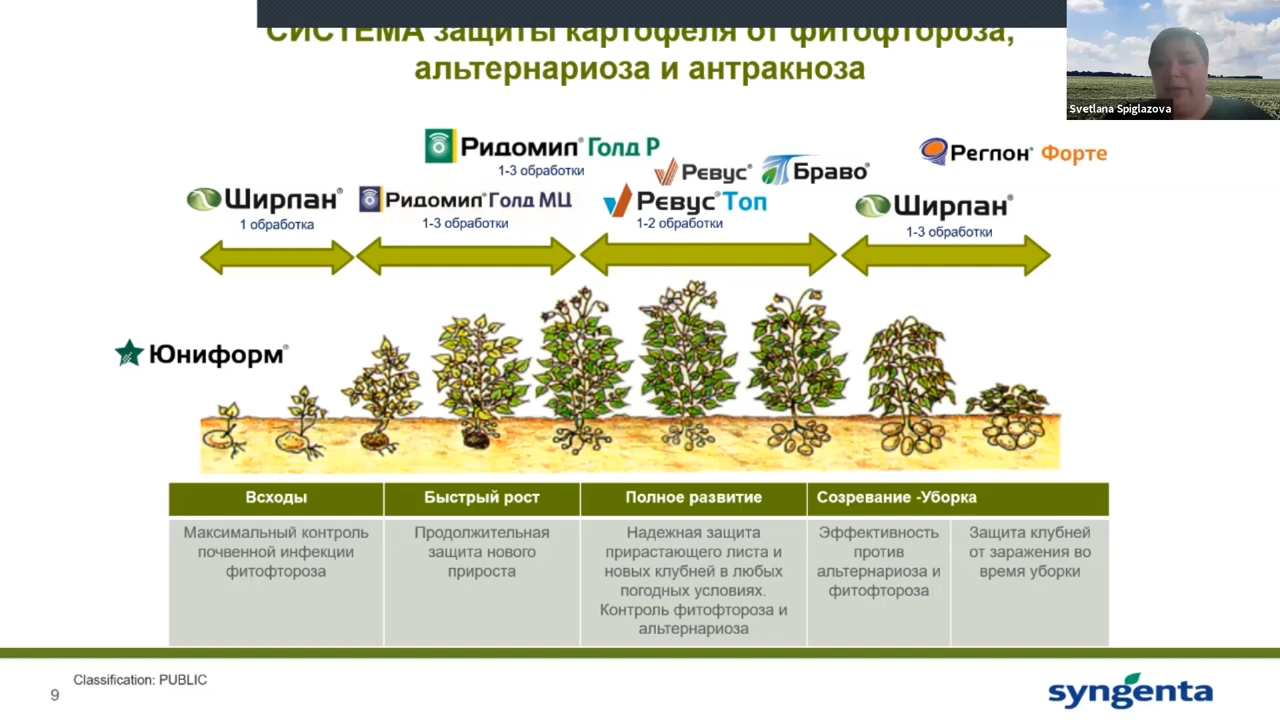 СИСТЕМА защиты картофеля от фитофтороза,
альтернариоза и антракноза
Svetlana Spiglazova
Ридомил® Голд Р
1-3 обработки
Ревус®
Браво®
Реглон® Форте
Ширлан®
1 обработка
Ридомил® Голд МЦ
1-3 обработки
Ревус® Топ
1-2 обработки
Ширлан®
1-3 обработки
Юниформ®
Всходы
Быстрый рост
Полное развитие
Созревание -Уборка
Максимальный контроль
почвенной инфекции
фитофтороза
Продолжительная
защита нового
прироста
Надежная защита
прирастающего листа и
новых клубней в любых
погодных условиях.
Контроль фитофтороза и
альтернариоза
Эффективность
против
альтернариоза и
фитофтороза
Защита клубней
от заражения во
время уборки
Classification: PUBLIC
9
syngenta